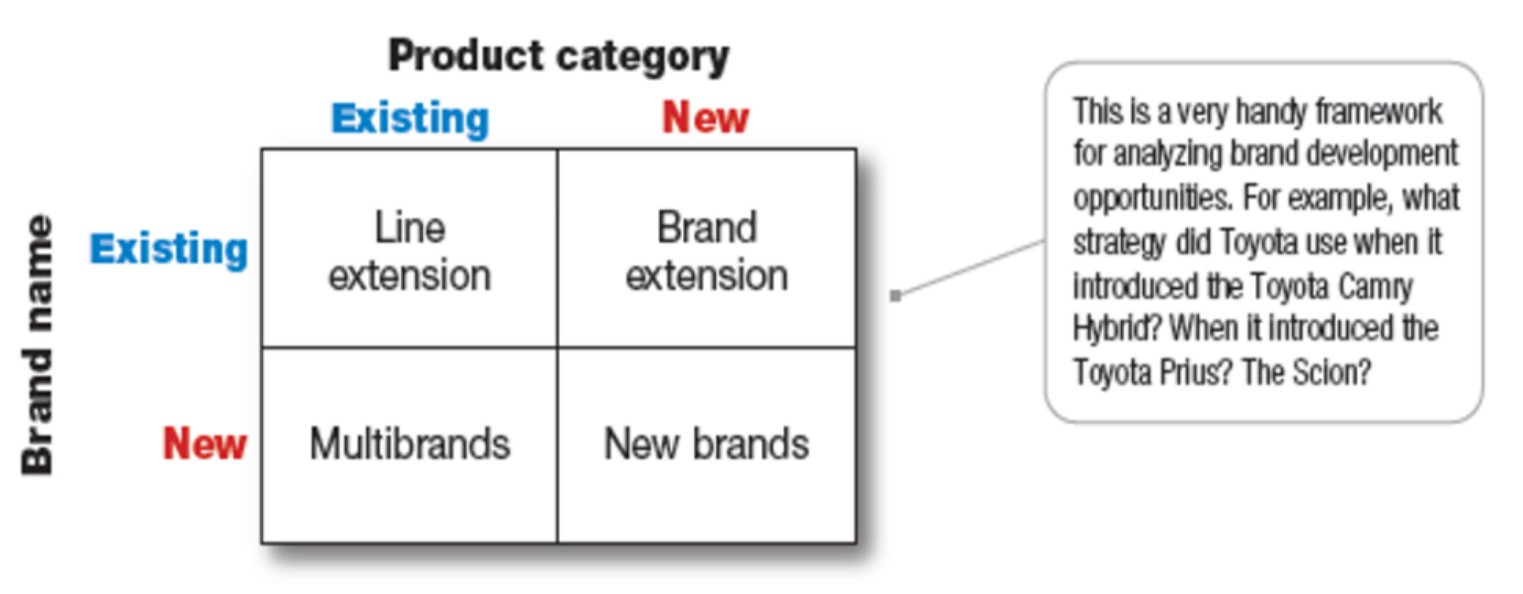 Product category
Existing
New
Brand name
Existing
Line
extension
Brand
extension
New
Multibrands
New brands
This is a very handy framework
for analyzing brand development
opportunities. For example, what
strategy did Toyota use when it
introduced the Toyota Camry
Hybrid? When it introduced the
Toyota Prius? The Scion?